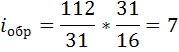 i_обр = 112/31 * 31/16 = 7